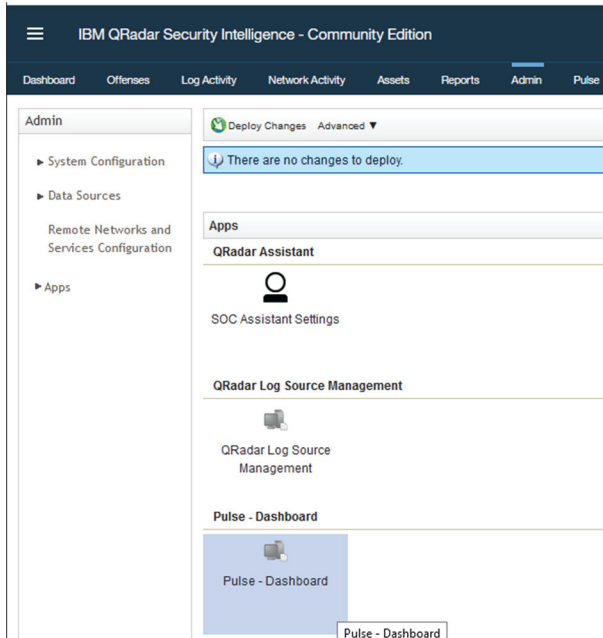 IBM QRadar Security Intelligence - Community Edition
Dashboard Offenses Log Activity Network Activity Assets Reports Admin Pulse
Admin
System Configuration
Data Sources
Remote Networks and
Services Configuration
Apps
Deploy Changes Advanced ▼
There are no changes to deploy.
Apps
QRadar Assistant
SOC Assistant Settings
QRadar Log Source Management
QRadar Log Source
Management
Pulse - Dashboard
Pulse - Dashboard
Pulse - Dashboard